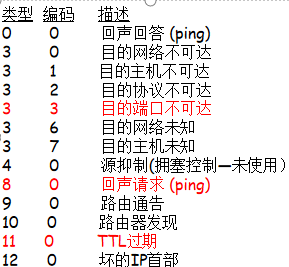 类型 编码 描述
0 0 回声回答 (ping)
3 0 目的网络不可达
3 1 目的主机不可达
3 2 目的协议不可达
3 3 目的端口不可达
3 6 目的网络未知
3 7 目的主机未知
4 0 源抑制(拥塞控制—未使用)
8 0 回声请求 (ping)
9 0 路由通告
10 0 路由器发现
11 0 TTL过期
12 0 坏的IP首部